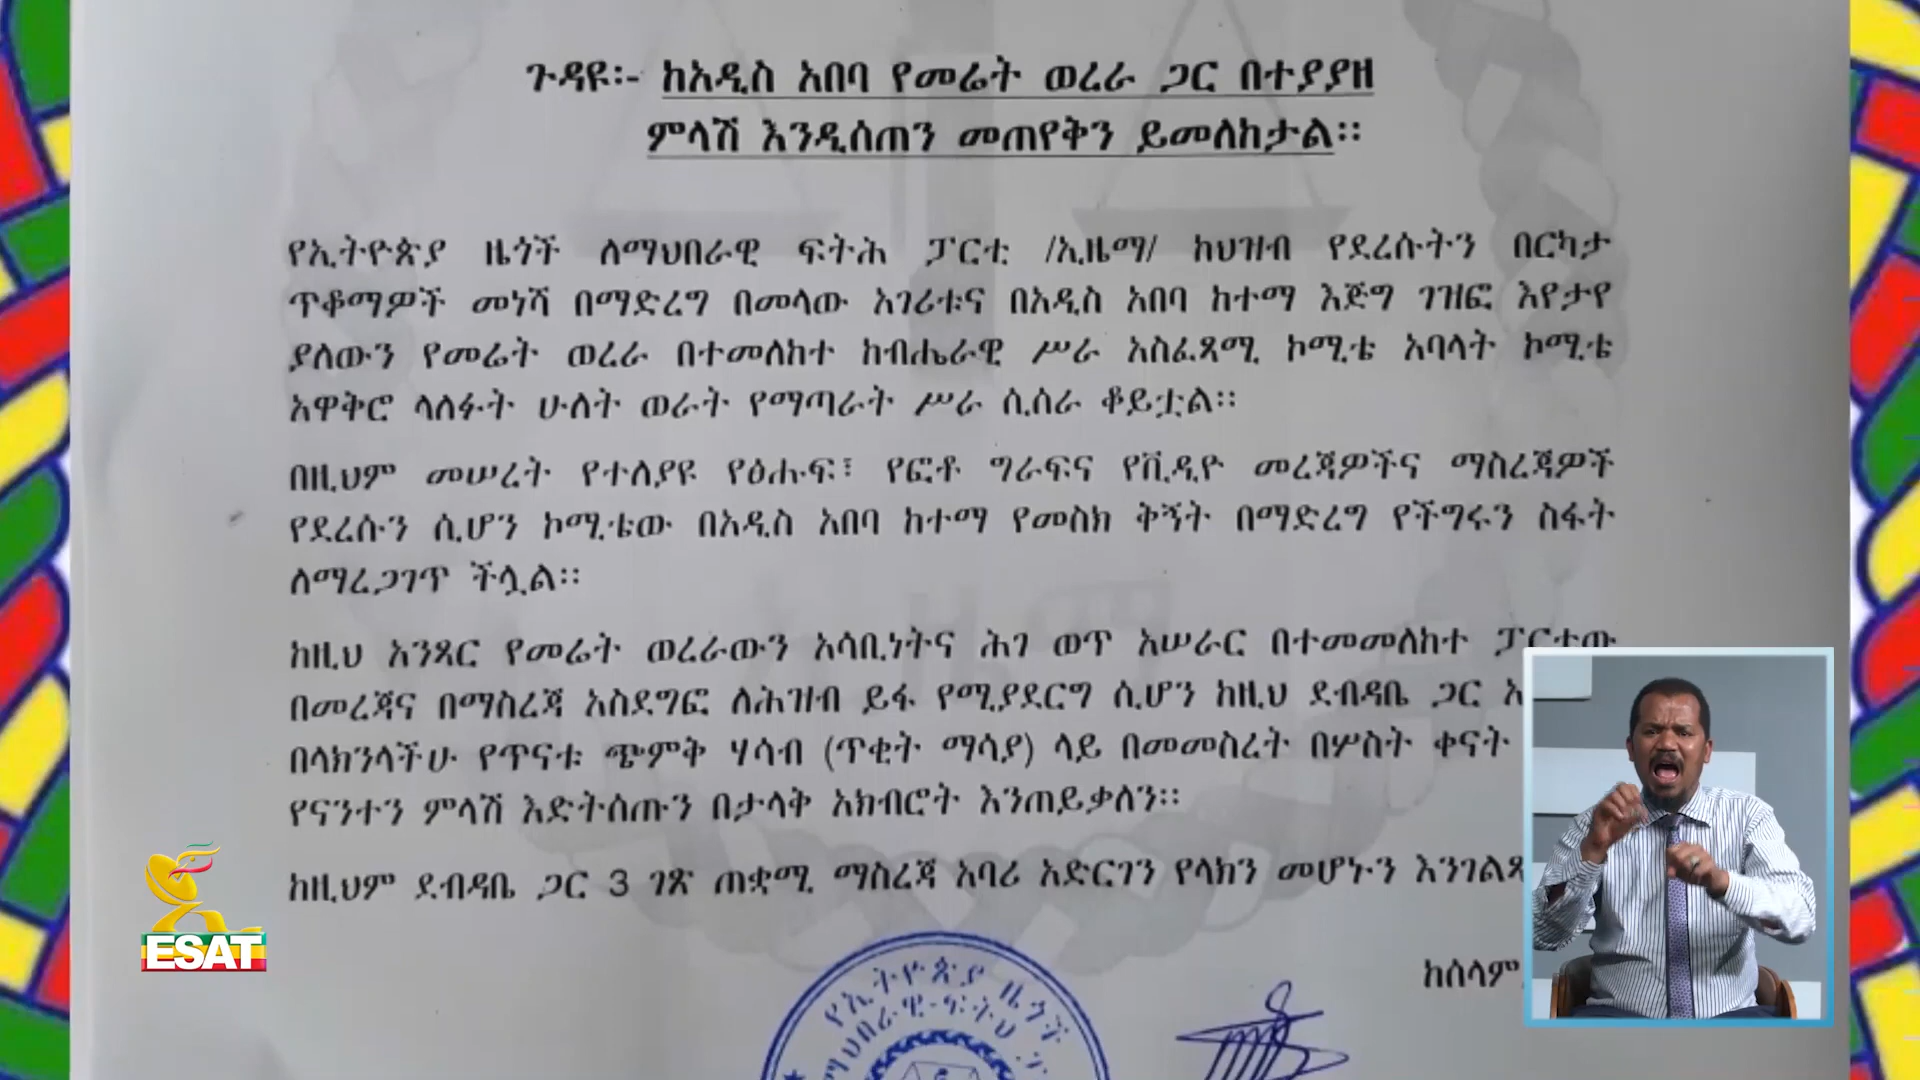 ጉዳዩ፡- ከአዲስ አበባ የመሬት ወረራ ጋር በተያያዘ
ምላሽ እንዲሰጠን መጠየቅን ይመለከታል፡፡
የኢትዮጵያ ዜጎች ለማህበራዊ ፍትሕ ፓርቲ /ኢዜማ/ ከህዝብ የደረሱትን በርካታ
ጥቆማዎች መነሻ በማድረግ በመላው አገሪቱና በአዲስ አበባ ከተማ እጅግ ገዝፎ እየታየ
ያለውን የመሬት ወረራ በተመለከተ ከብሔራዊ ሥራ አስፈጻሚ ኮሚቴ አባላት ኮሚቴ
አዋቅሮ ላለፉት ሁለት ወራት የማጣራት ሥራ ሲሰራ ቆይቷል፡፡
በዚህም መሠረት የተለያዩ የዕሑፍ፣ የፎቶ ግራፍና የቪዲዮ መረጃዎችና ማስረጃዎች
የደረሱን ሲሆን ኮሚቴው በአዲስ አበባ ከተማ የመስክ ቅኝት በማድረግ የችግሩን ስፋት
ለማረጋገጥ ችሏል፡፡
ከዚህ አንጻር የመሬት ወረራውን አሳቢነትና ሕገ ወጥ አሠራር በተመመለከተ ፓርቲው
በመረጃና በማስረጃ አስደግፎ ለሕዝብ ይፋ የሚያደርግ ሲሆን ከዚህ ደብዳቤ ጋር
በላክንላችሁ የጥናቱ ጭምቅ ሃሳብ (ጥቂት ማሳያ) ላይ በመመስረት በሦስት ቀናት
የናንተን ምላሽ እድትሰጡን በታላቅ አክብሮት እንጠይቃለን፡፡
ከዚህም ደብዳቤ ጋር 3 ገጽ ጠቋሚ ማስረጃ አባሪ አድርገን የላክን መሆኑን
ከሰላም
የኢትዮጵያ ዜጎች
ማህበራዊ ፍትህ
ESAT